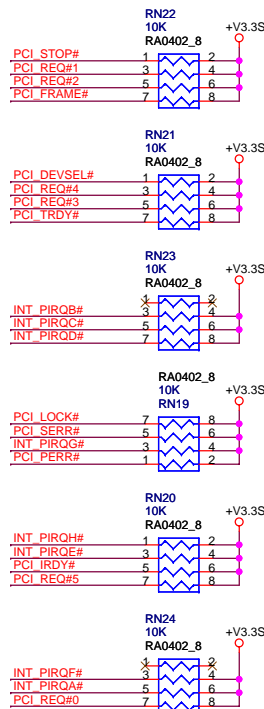 RN22
10K
RA0402_8
+V3.3S
PCI_STOP# 1 2
PCI_REQ#1 3 4
PCI_REQ#2 5 6
PCI_FRAME# 7 8
RN21
10K
RA0402_8
+V3.3S
PCI_DEVSEL# 1 2
PCI_REQ#4 3 4
PCI_REQ#3 5 6
PCI_TRDY# 7 8
RN23
10K
RA0402_8
+V3.3S
1 2
INT_PIRQB# 3 4
INT_PIRQC# 5 6
INT_PIRQD# 7 8
RA0402_8
10K
RN19
+V3.3S
PCI_LOCK# 7 8
PCI_SERR# 5 6
INT_PIRQG# 3 4
PCI_PERR# 1 2
RN20
10K
RA0402_8
+V3.3S
INT_PIRQH# 1 2
INT_PIRQE# 3 4
PCI_IRDY# 5 6
PCI_REQ#5 7 8
RN24
10K
RA0402_8
+V3.3S
1 2
INT_PIRQF# 3 4
INT_PIRQA# 5 6
PCI_REQ#0 7 8